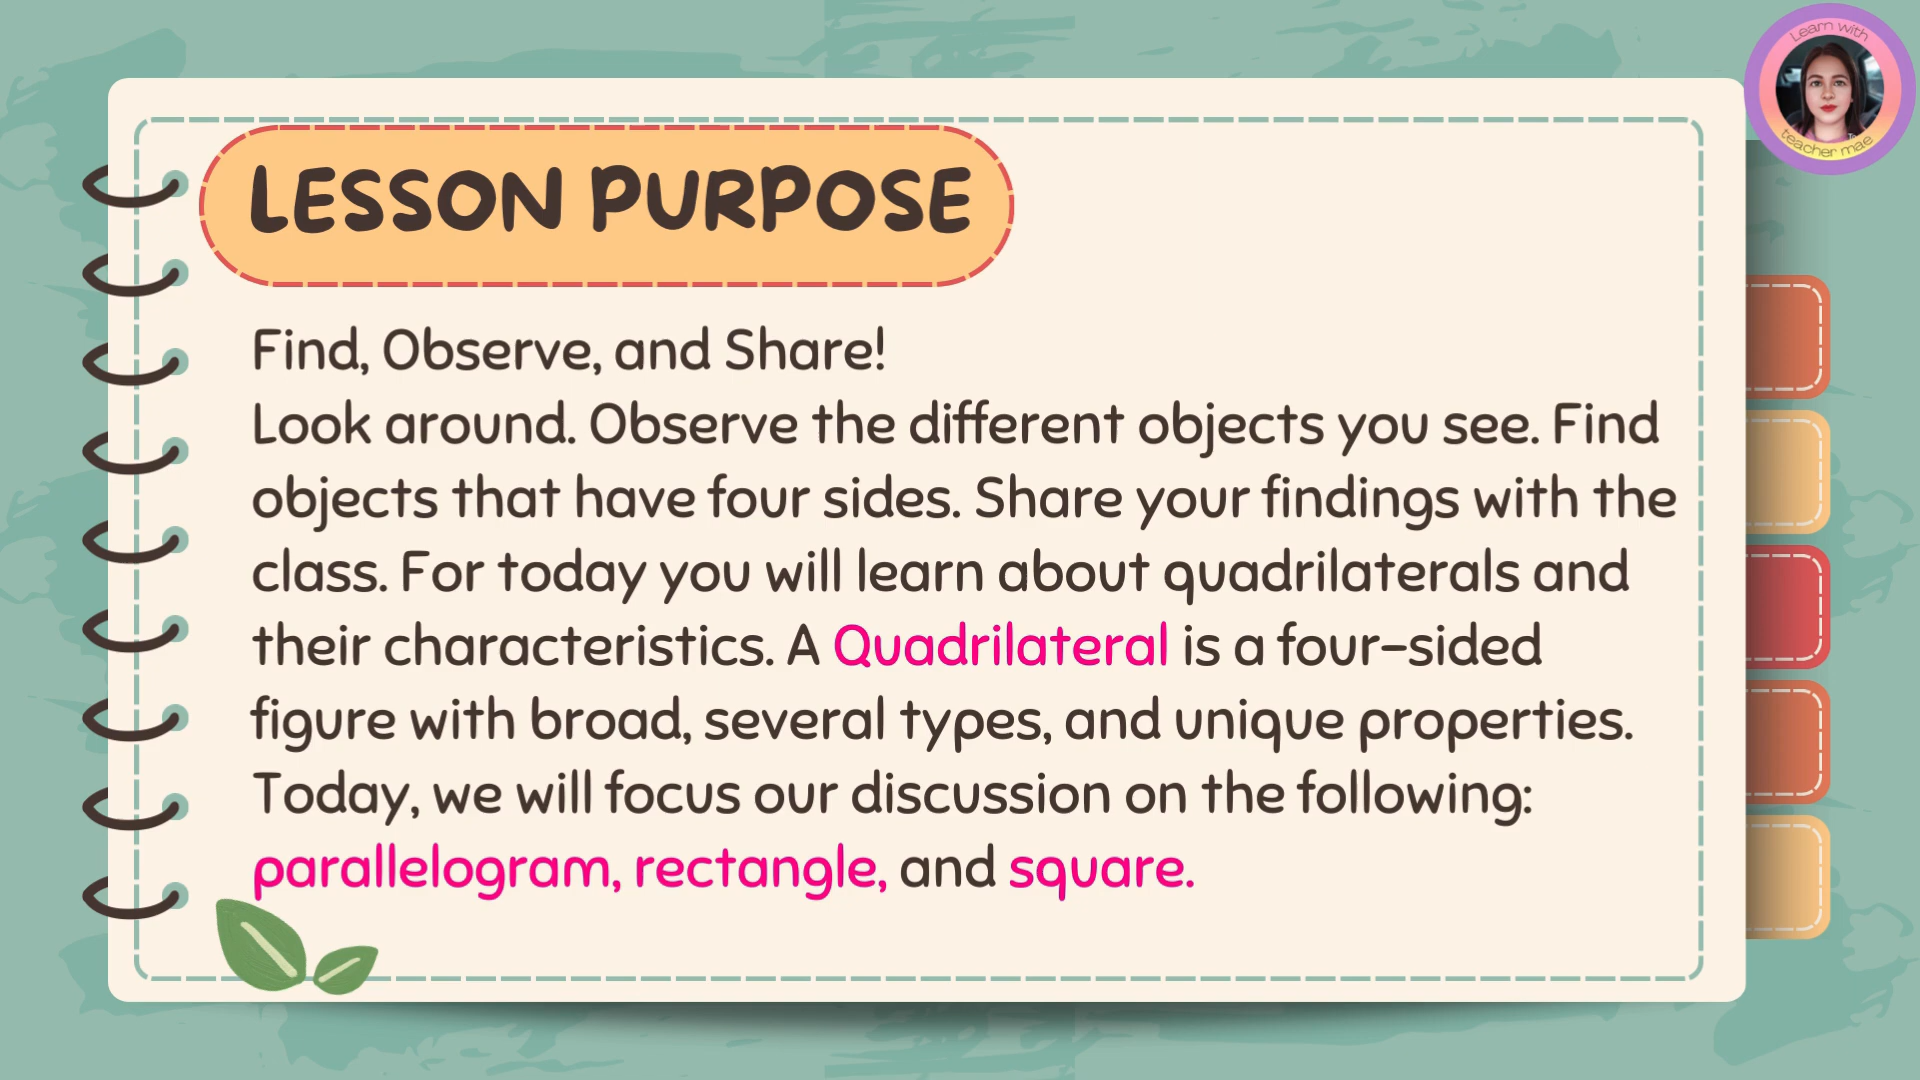 Learn with
teacher mae
LESSON PURPOSE
Find, Observe, and Share!
Look around. Observe the different objects you see. Find
objects that have four sides. Share your findings with the
class. For today you will learn about quadrilaterals and
their characteristics. A Quadrilateral is a four-sided
figure with broad, several types, and unique properties.
Today, we will focus our discussion on the following:
parallelogram, rectangle, and square.